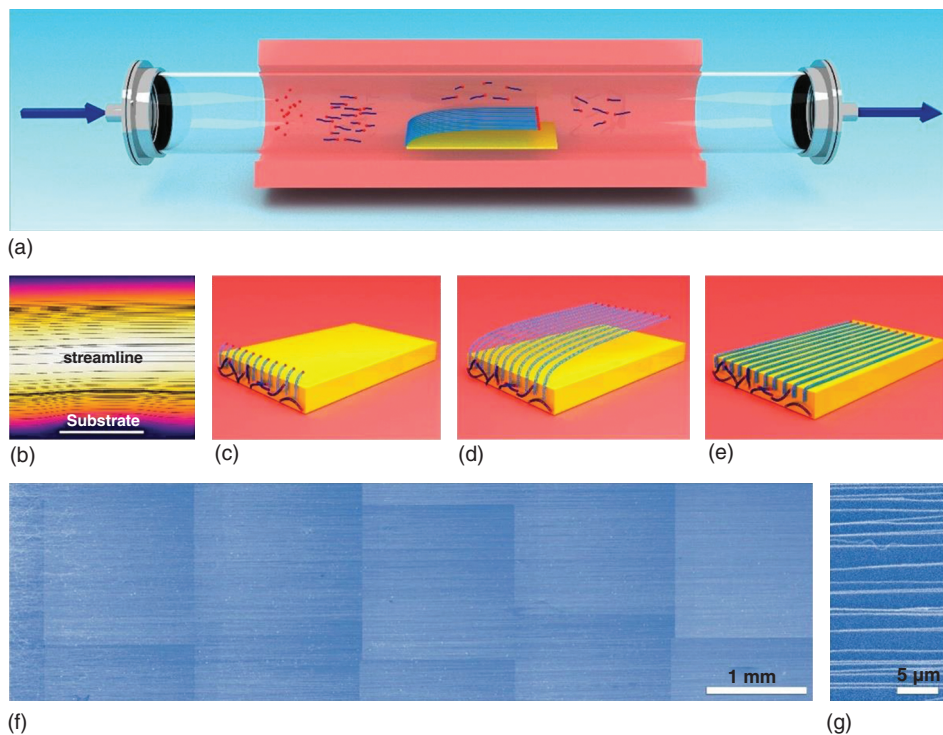 (a)
streamline
Substrate
(b)
(c)
(d)
(e)
1 mm
5 µm
(f)
(g)